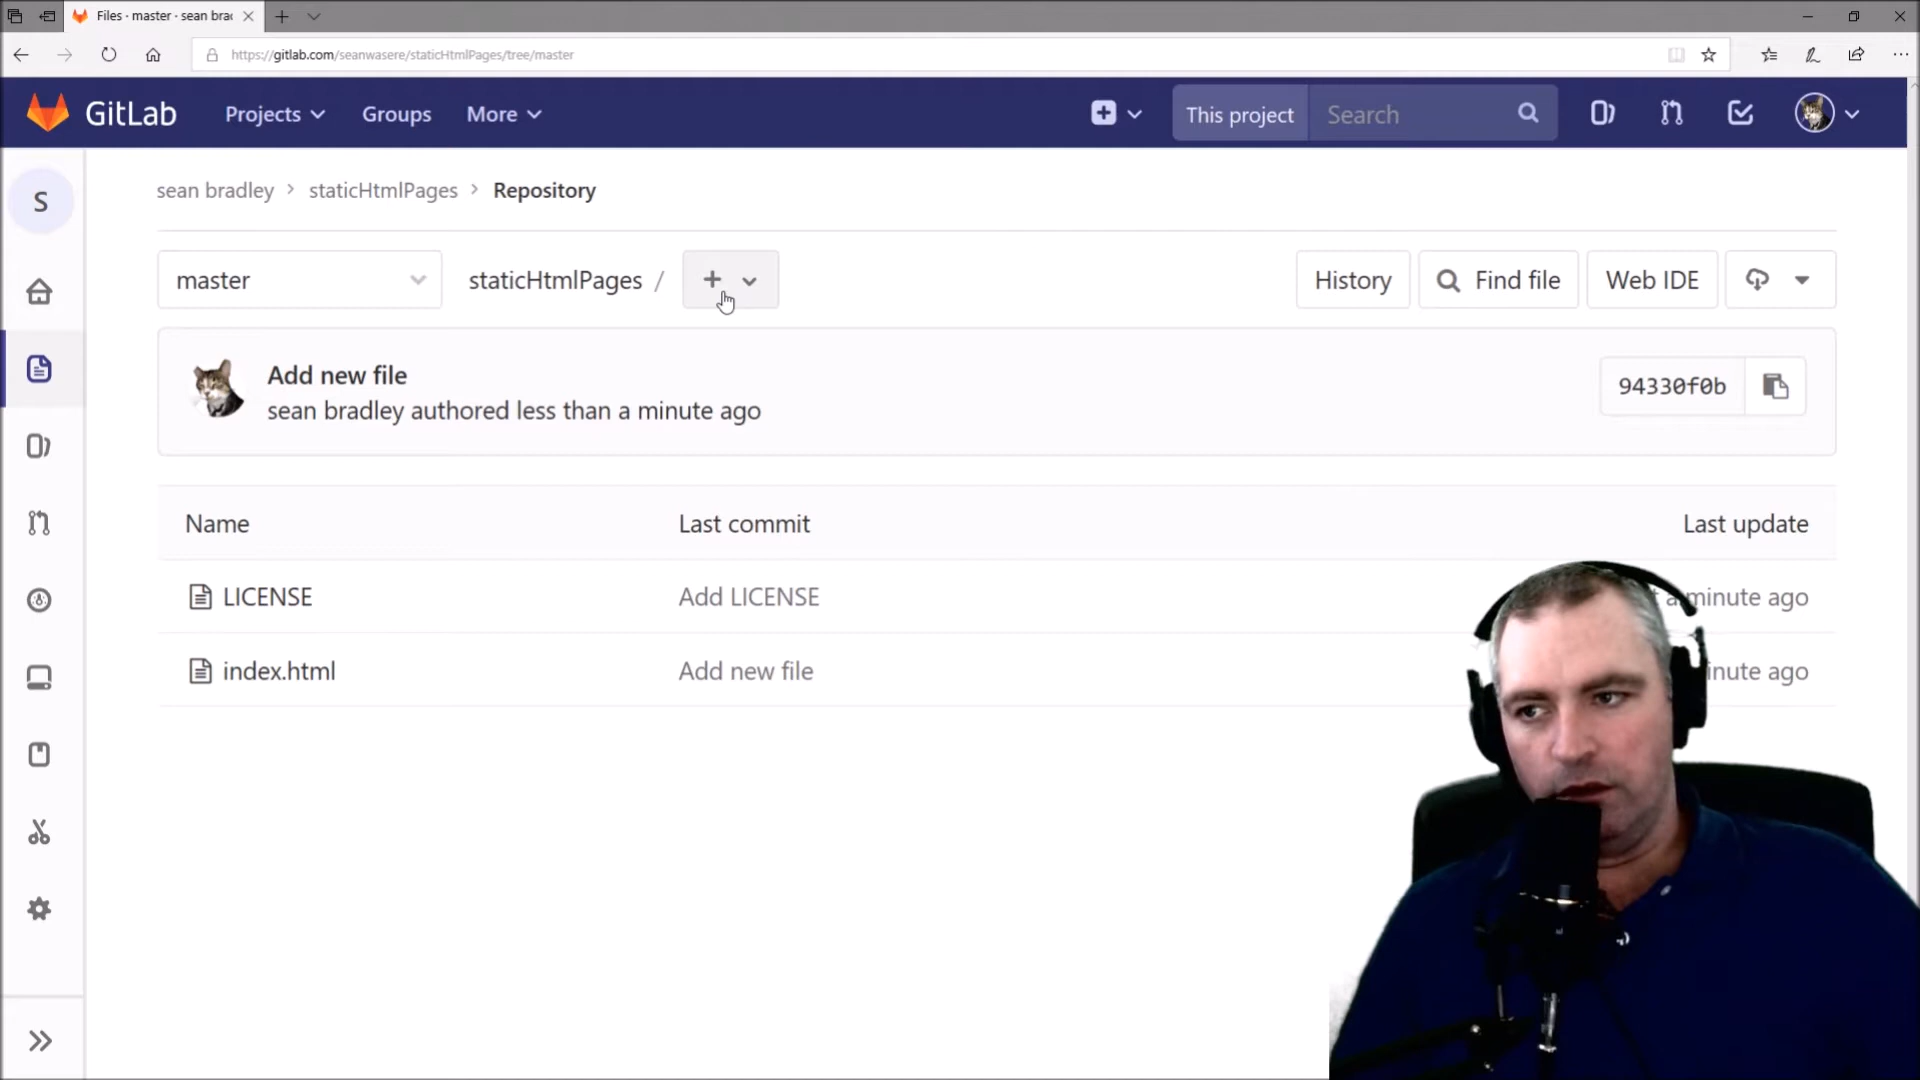 Files · master · sean brad
https://gitlab.com/seanwasere/staticHtmlPages/tree/master
GitLab Projects Groups More This project Search
S
sean bradley > staticHtmlPages > Repository
master staticHtmlPages / + History Find file Web IDE
Add new file
sean bradley authored less than a minute ago
94330f0b
Name Last commit Last update
LICENSE Add LICENSE minute ago
index.html Add new file ago